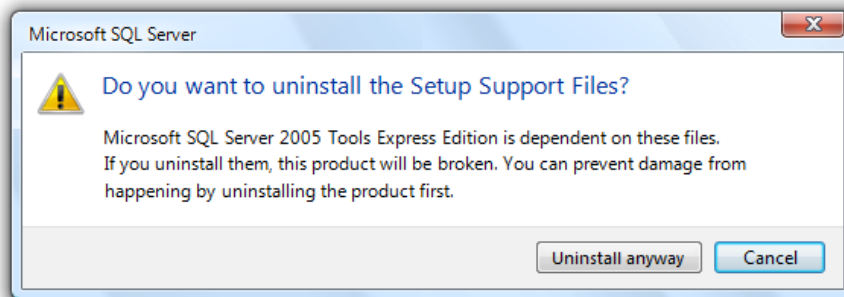 Microsoft SQL Server
Do you want to uninstall the Setup Support Files?
Microsoft SQL Server 2005 Tools Express Edition is dependent on these files.
If you uninstall them, this product will be broken. You can prevent damage from
happening by uninstalling the product first.
Uninstall anyway Cancel